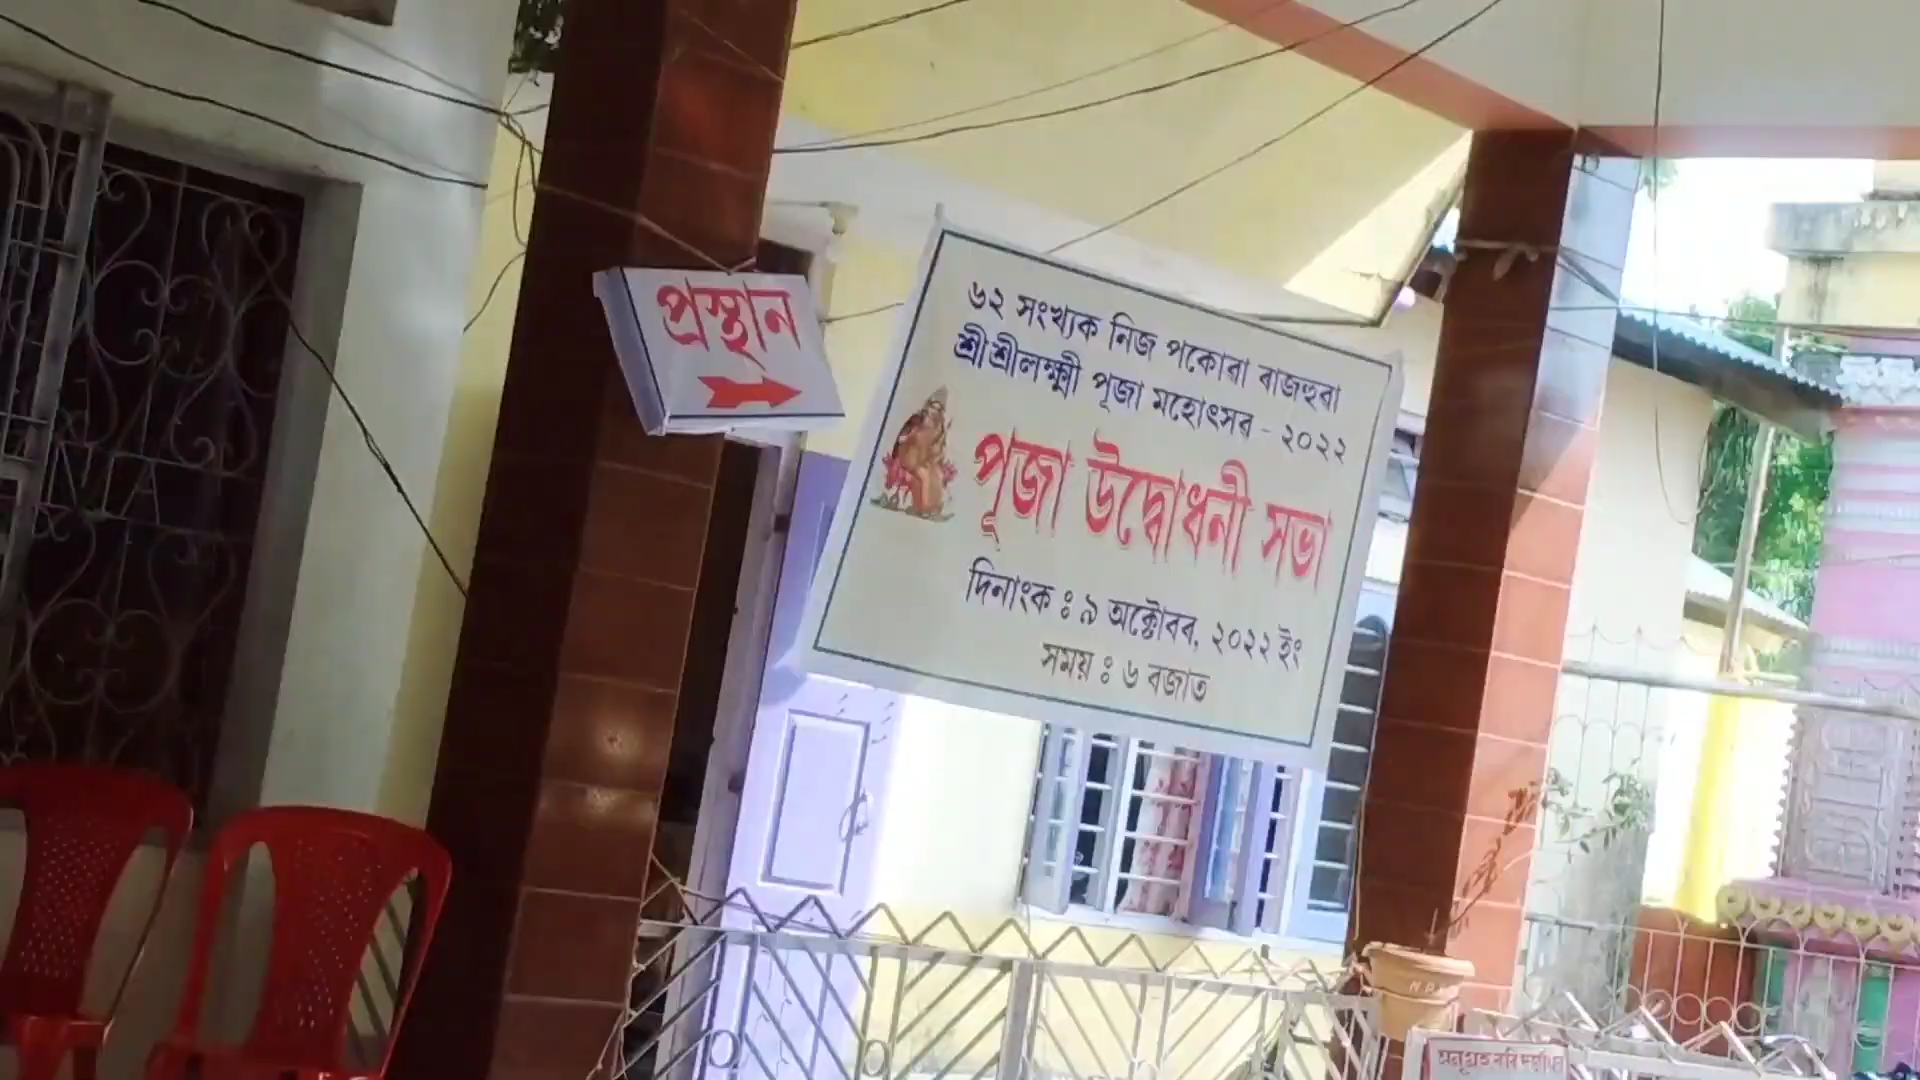 প্ৰস্থান
৬২ সংখ্যক নিজ পকোৱা ৰাজহুৱা
শ্ৰীশ্ৰীলক্ষ্মী পূজা মহোৎসৱ - ২০২২
পূজা উদ্বোধনী সভা
দিনাংক : ৯ অক্টোবৰ, ২০২২ ইং
সময় : ৬ বজাত